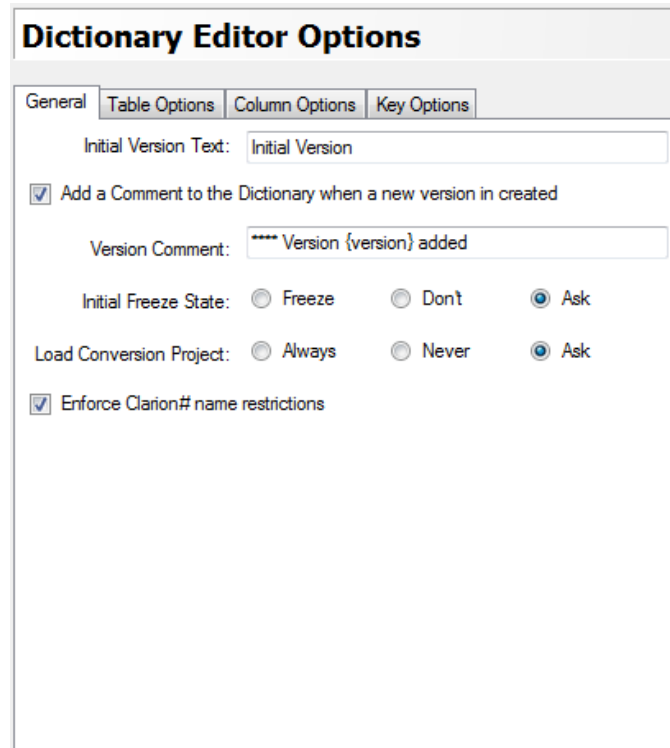 Dictionary Editor Options
General Table Options Column Options Key Options
Initial Version Text: Initial Version
Add a Comment to the Dictionary when a new version in created
Version Comment: **** Version {version} added
Initial Freeze State: Freeze Don't Ask
Load Conversion Project: Always Never Ask
Enforce Clarion# name restrictions